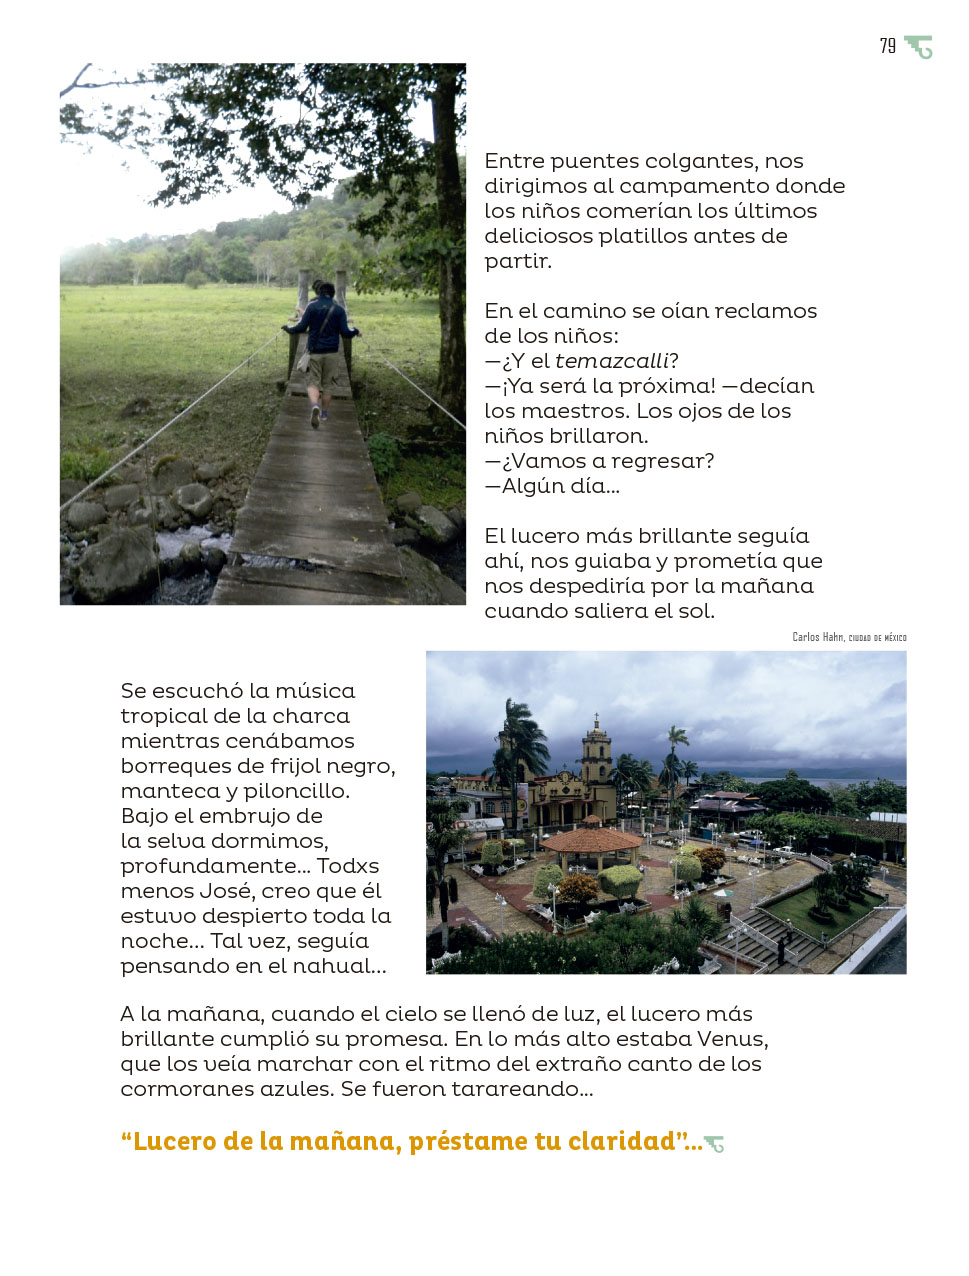 79
Entre puentes colgantes, nos
dirigimos al campamento donde
los niños comerían los últimos
deliciosos platillos antes de
partir.
En el camino se oían reclamos
de los niños:
—¿Y el temazcalli?
—¡Ya será la próxima! —decían
los maestros. Los ojos de los
niños brillaron.
—¿Vamos a regresar?
—Algún día...
El lucero más brillante seguía
ahí, nos guiaba y prometía que
nos despediría por la mañana
cuando saliera el sol.
Carlos Hahn, CIUDAD DE MÉXICO
Se escuchó la música
tropical de la charca
mientras cenábamos
borreques de frijol negro,
manteca y piloncillo.
Bajo el embrujo de
la selva dormimos,
profundamente... Todxs
menos José, creo que él
estuvo despierto toda la
noche... Tal vez, seguía
pensando en el nahual...
A la mañana, cuando el cielo se llenó de luz, el lucero más
brillante cumplió su promesa. En lo más alto estaba Venus,
que los veía marchar con el ritmo del extraño canto de los
cormoranes azules. Se fueron tarareando...
“Lucero de la mañana, préstame tu claridad”...